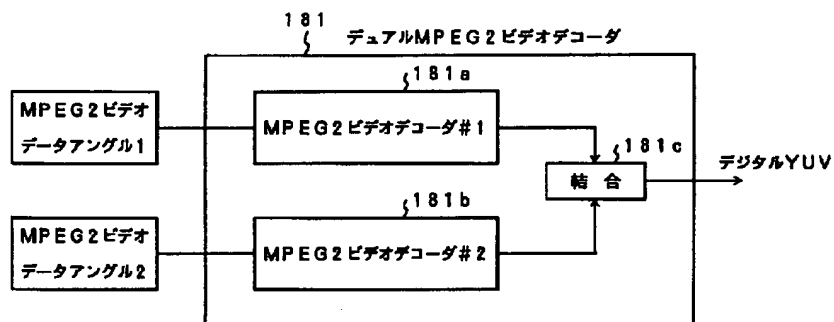 181
デュアルMPEG2ビデオデコーダ
181a
MPEG2ビデオ
データアングル1
MPEG2ビデオデコーダ#1
181c
結合
デジタルYUV
181b
MPEG2ビデオ
データアングル2
MPEG2ビデオデコーダ#2